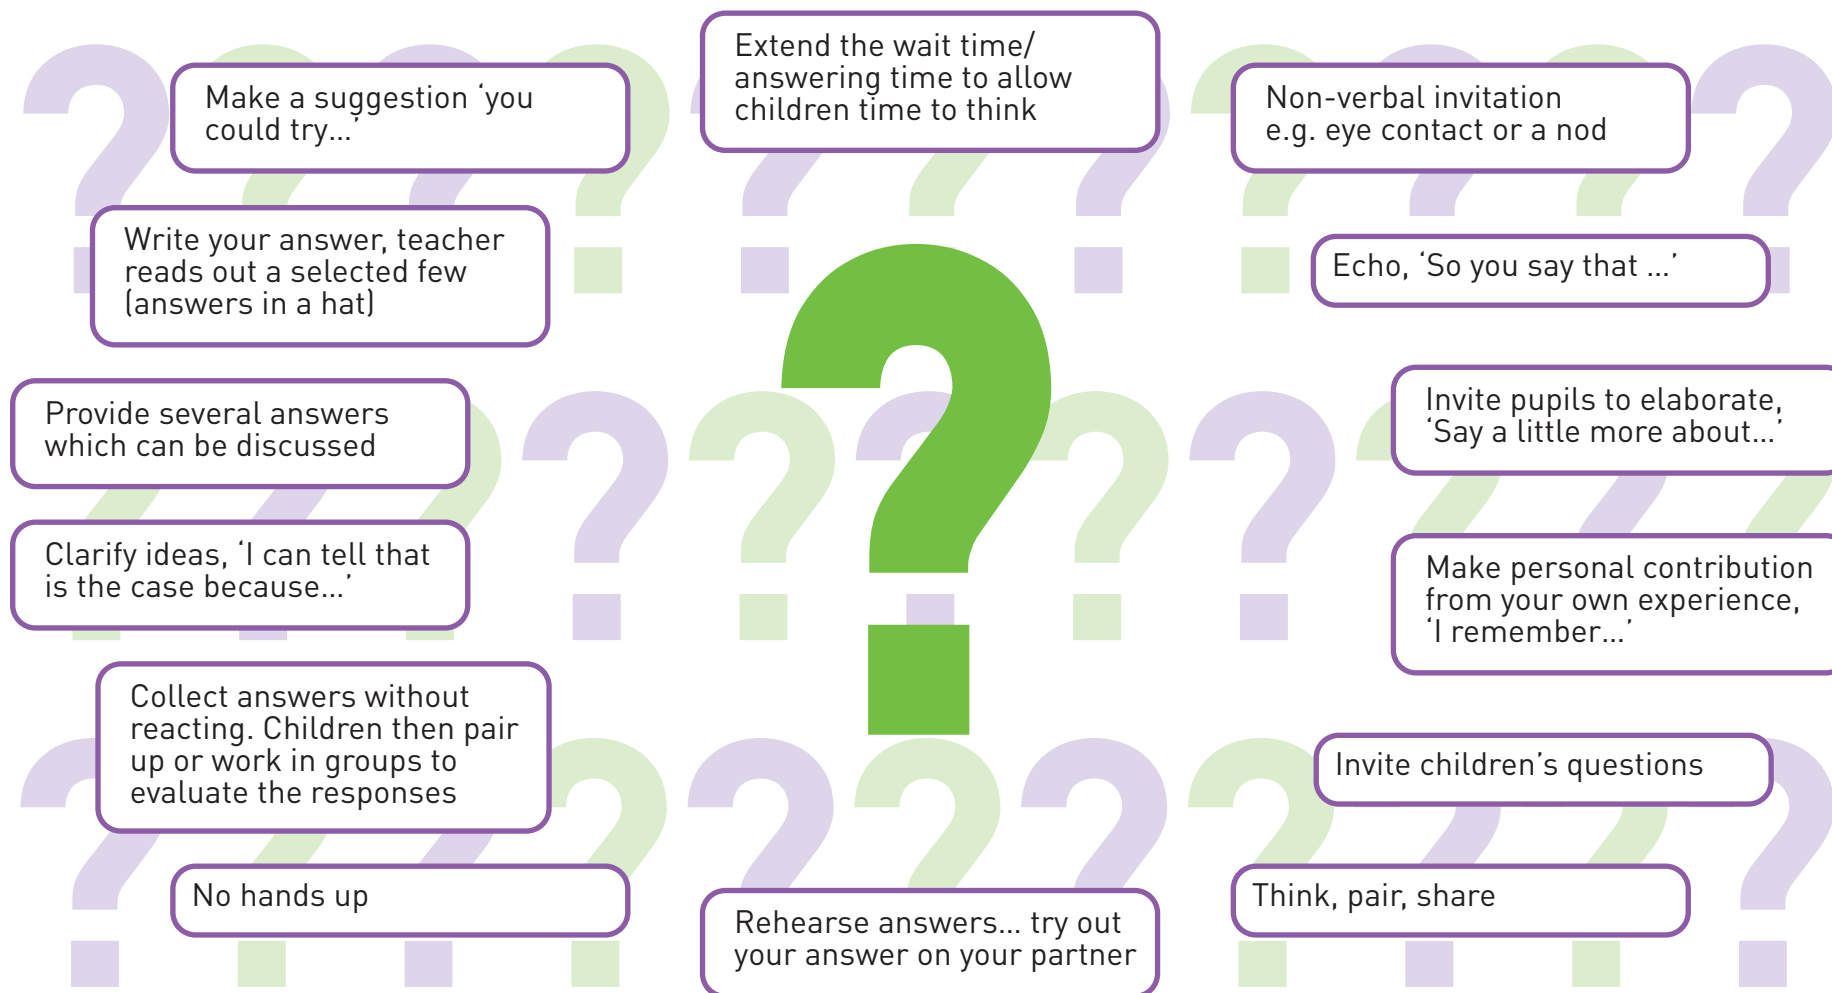 Make a suggestion ‘you
could try...’
Extend the wait time/
answering time to allow
children time to think
Non-verbal invitation
e.g. eye contact or a nod
Write your answer, teacher
reads out a selected few
(answers in a hat)
Echo, ‘So you say that ...’
Provide several answers
which can be discussed
Invite pupils to elaborate,
‘Say a little more about...’
Clarify ideas, ‘I can tell that
is the case because...’
Make personal contribution
from your own experience,
‘I remember...’
Collect answers without
reacting. Children then pair
up or work in groups to
evaluate the responses
Invite children’s questions
No hands up
Rehearse answers... try out
your answer on your partner
Think, pair, share